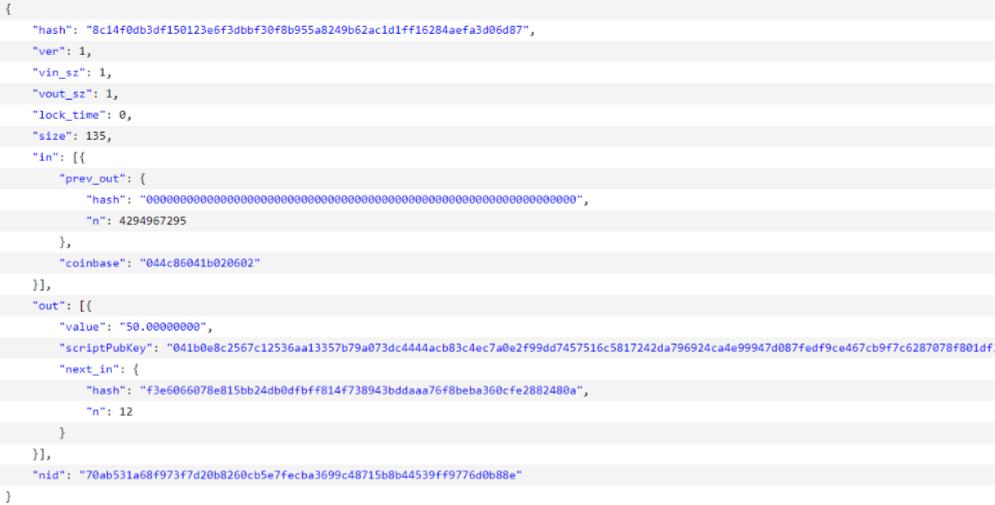 {
"hash": "8c14f0db3df150123e6f3dbbf30f8b955a8249b62ac1d1ff16284aefa3d06d87",
"ver": 1,
"vin_sz": 1,
"vout_sz": 1,
"lock_time": 0,
"size": 135,
"in": [{
"prev_out": {
"hash": "0000000000000000000000000000000000000000000000000000000000000000",
"n": 4294967295
},
"coinbase": "044c86041b020602"
}],
"out": [{
"value": "50.00000000",
"scriptPubKey": "041b0e8c2567c12536aa13357b79a073dc4444acb83c4ec7a0e2f99dd7457516c5817242da796924ca4e99947d087fedf9ce467cb9f7c6287078f801df
"next_in": {
"hash": "f3e6066078e815bb24db0dfbff814f738943bddaaa76f8beba360cfe2882480a",
"n": 12
}
}],
"nid": "70ab531a68f973f7d20b8260cb5e7fecba3699c48715b8b44539ff9776d0b88e"
}